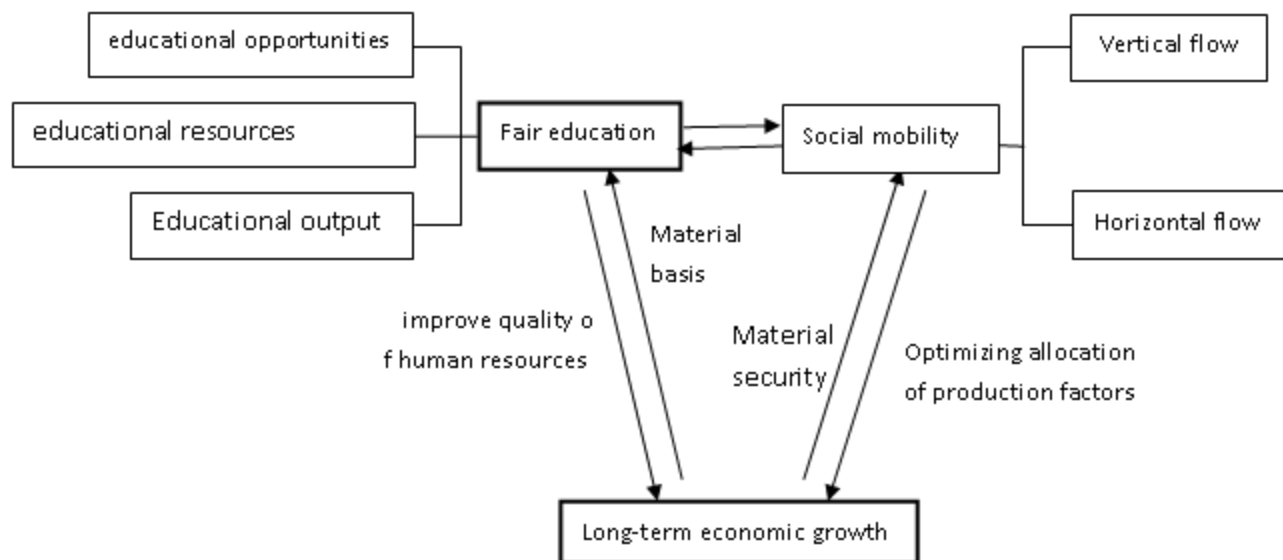 educational opportunities
Vertical flow
educational resources
Fair education
Social mobility
Educational output
Horizontal flow
Material
basis
improve quality o
f human resources
Material
security
Optimizing allocation
of production factors
Long-term economic growth